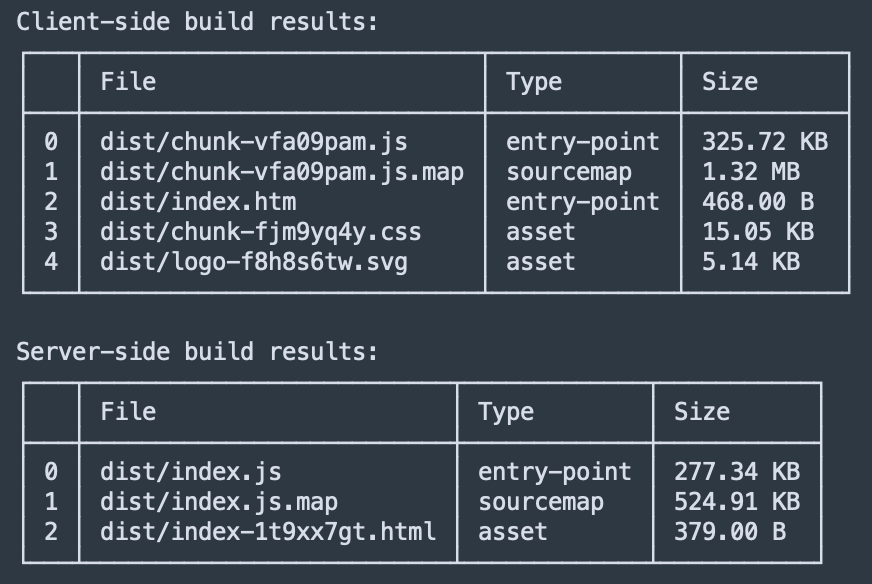 Client-side build results:
File Type Size
0 dist/chunk-vfa09pam.js entry-point 325.72 KB
1 dist/chunk-vfa09pam.js.map sourcemap 1.32 MB
2 dist/index.htm entry-point 468.00 B
3 dist/chunk-fjm9yq4y.css asset 15.05 KB
4 dist/logo-f8h8s6tw.svg asset 5.14 KB
Server-side build results:
File Type Size
0 dist/index.js entry-point 277.34 KB
1 dist/index.js.map sourcemap 524.91 KB
2 dist/index-1t9xx7gt.html asset 379.00 B